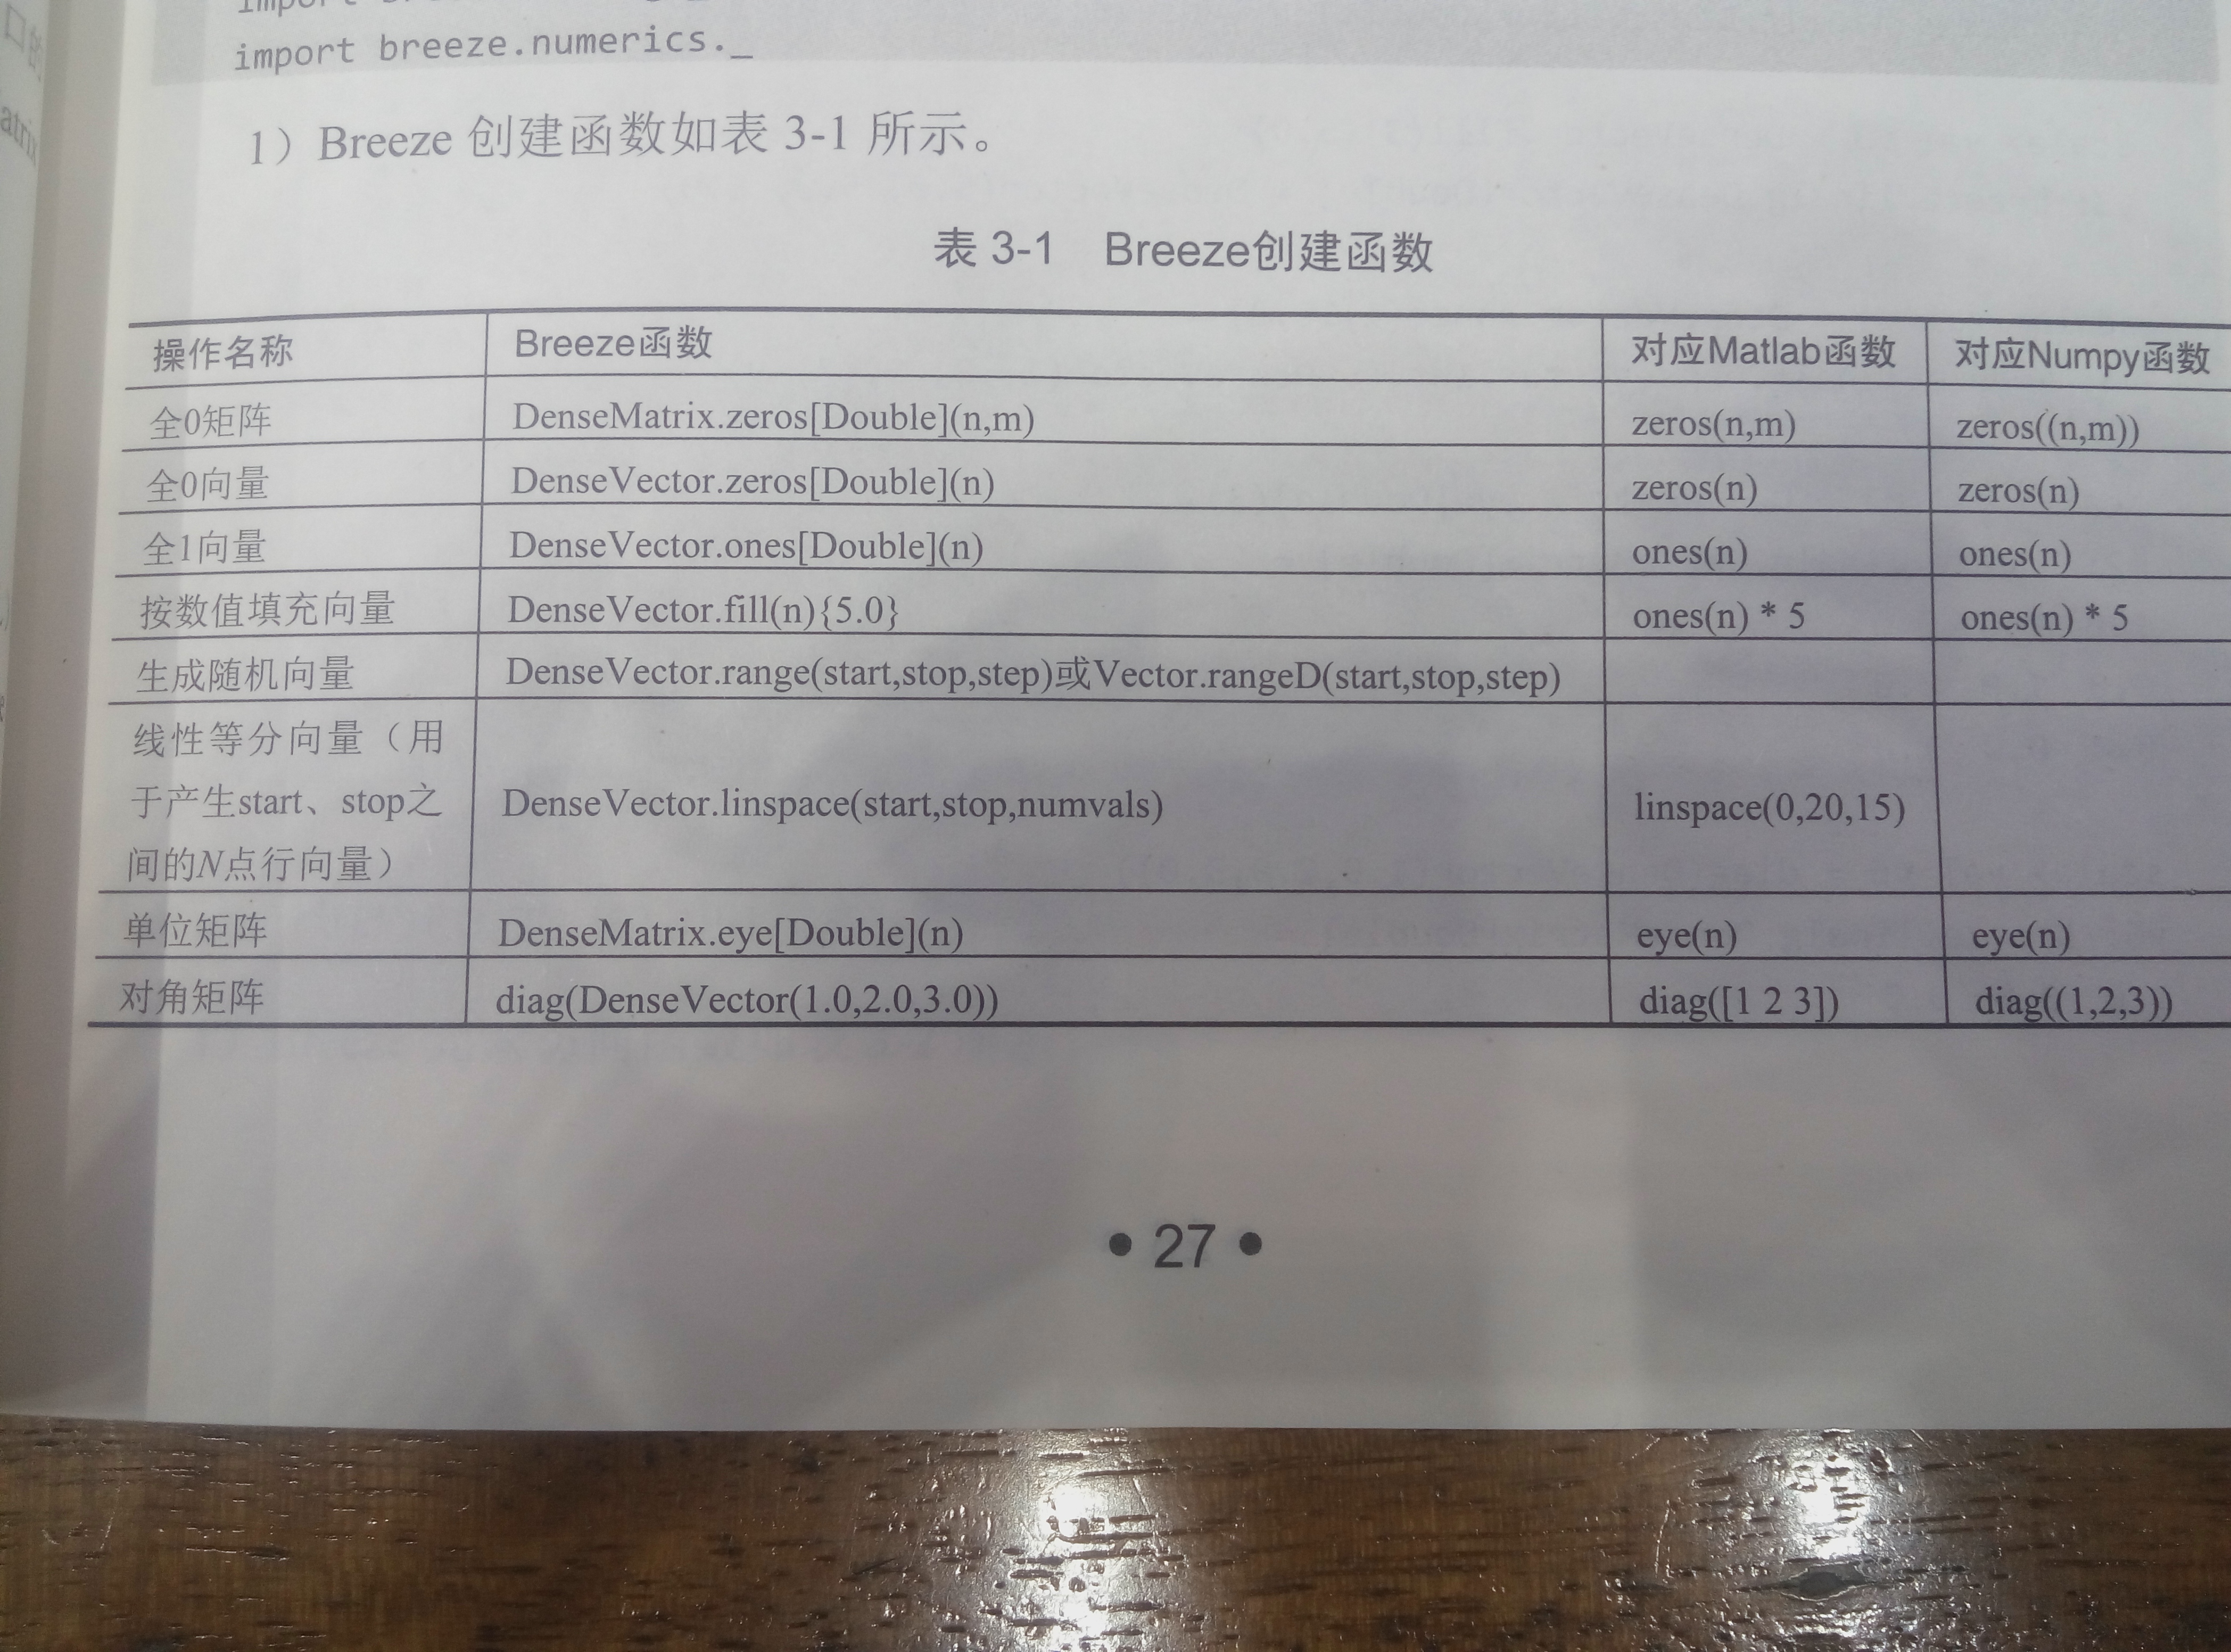 import breeze.numerics._
1）Breeze 创建函数如表 3-1 所示。
表 3-1 Breeze创建函数
操作名称 Breeze函数 对应Matlab函数 对应Numpy函数
全0矩阵 DenseMatrix.zeros[Double](n,m) zeros(n,m) zeros((n,m))
全0向量 DenseVector.zeros[Double](n) zeros(n) zeros(n)
全1向量 DenseVector.ones[Double](n) ones(n) ones(n)
按数值填充向量 DenseVector.fill(n){5.0} ones(n) * 5 ones(n) * 5
生成随机向量 DenseVector.range(start,stop,step)或Vector.rangeD(start,stop,step)
线性等分向量（用
于产生start、stop之
间的N点行向量） DenseVector.linspace(start,stop,numvals) linspace(0,20,15)
单位矩阵 DenseMatrix.eye[Double](n) eye(n) eye(n)
对角矩阵 diag(DenseVector(1.0,2.0,3.0)) diag([1 2 3]) diag((1,2,3))
• 27 •